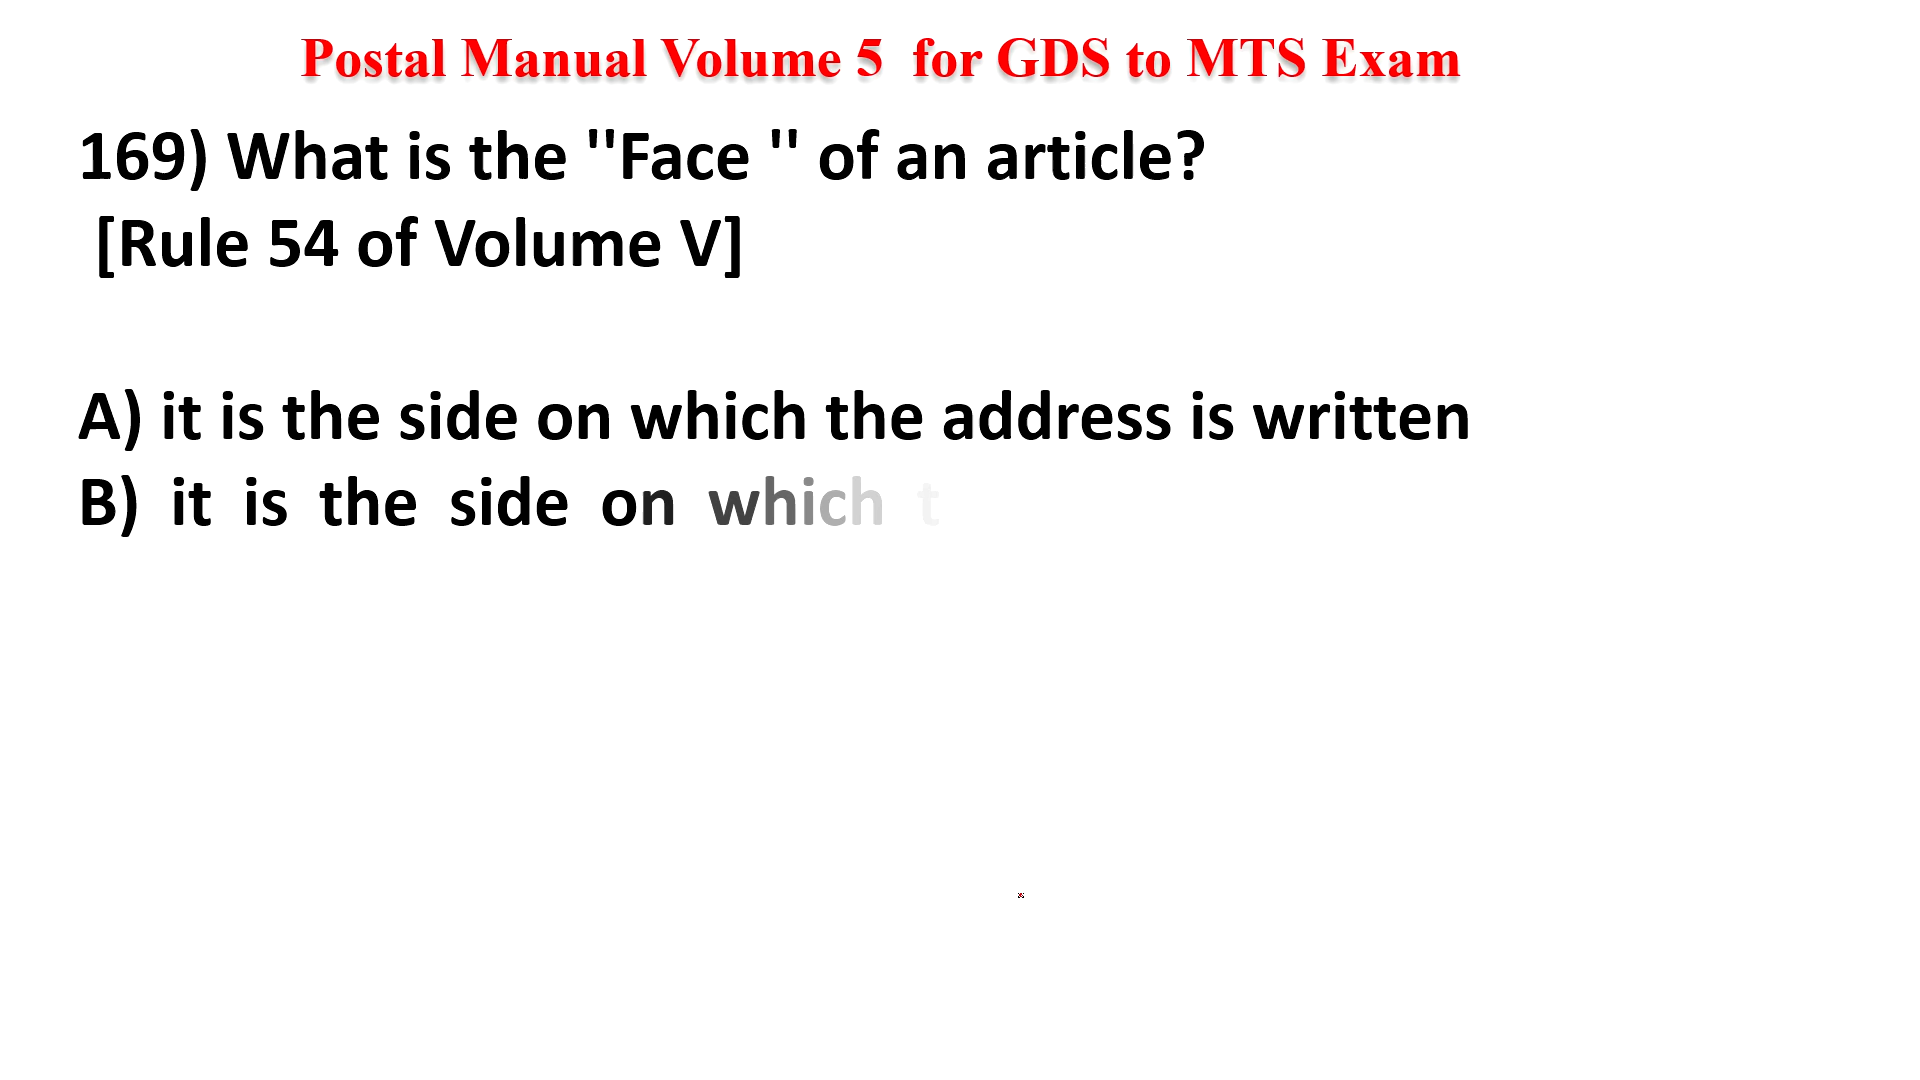 Postal Manual Volume 5 for GDS to MTS Exam
169) What is the ''Face '' of an article?
[Rule 54 of Volume V]
A) it is the side on which the address is written
B) it is the side on which t